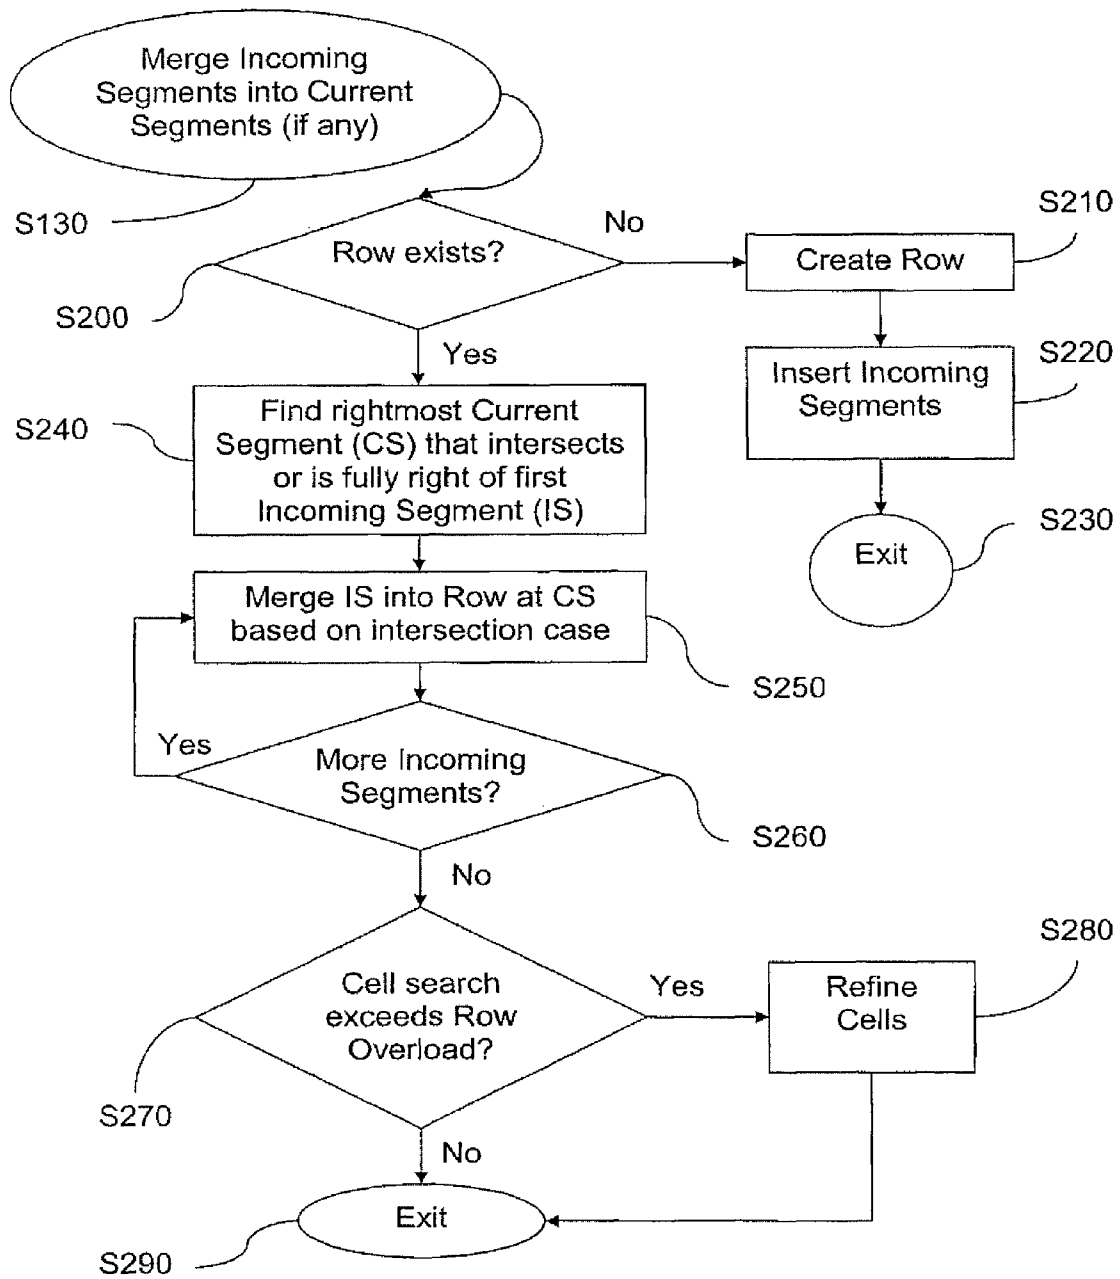 Merge Incoming
Segments into Current
Segments (if any)
S130
Row exists?
No
S200
Yes
S210
Create Row
S220
Insert Incoming
Segments
S230
Exit
S240
Find rightmost Current
Segment (CS) that intersects
or is fully right of first
Incoming Segment (IS)
Merge IS into Row at CS
based on intersection case
S250
Yes
More Incoming
Segments?
S260
No
Cell search
exceeds Row
Overload?
Yes
S270
S280
Refine
Cells
No
Exit
S290